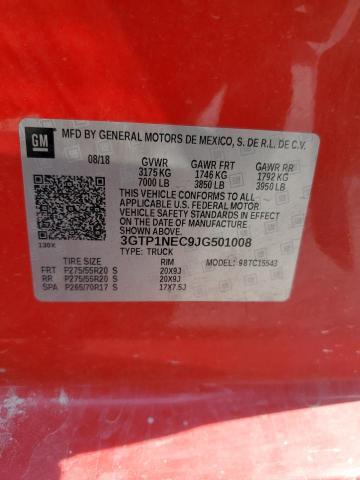 GM
MFD BY GENERAL MOTORS DE MEXICO, S. DE R.L. DE C.V.
08/18 GVWR GAWR FRT GAWR RR
3175 KG 1746 KG 1792 KG
7000 LB 3850 LB 3950 LB
THIS VEHICLE CONFORMS TO ALL
APPLICABLE U.S. FEDERAL MOTOR
VEHICLE SAFETY STANDARDS IN
EFFECT ON THE DATE OF
MANUFACTURE SHOWN ABOVE.
3GTP1NEC9JG501008
130X TYPE: TRUCK
TIRE SIZE RIM MODEL: 98TC15543
FRT P275/55R20 S 20X9J
RR P275/55R20 S 20X9J
SPA P265/70R17 S 17X7.5J